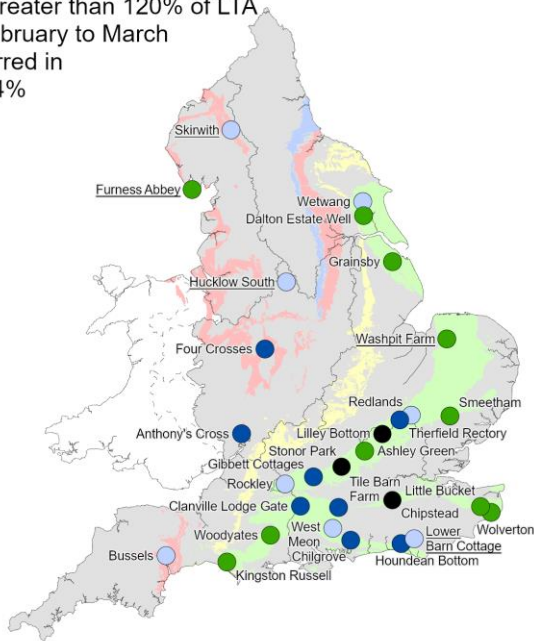 reater than 120% of LTA
bruary to March
rred in
4%
Skirwith
Furness Abbey
Wetwang
Dalton Estate Well
Grainsby
Hucklow South
Washpit Farm
Four Crosses
Redlands
Smeetham
Anthony's Cross
Lilley Bottom
Therfield Rectory
Stonor Park
Ashley Green
Gibbett Cottages
Rockley
Tile Barn
Farm
Little Bucket
Clanville Lodge Gate
Chipstead
Wolverton
Woodyates
West
Meon
Lower
Barn Cottage
Bussels
Chilgrove
Houndean Bottom
Kingston Russell